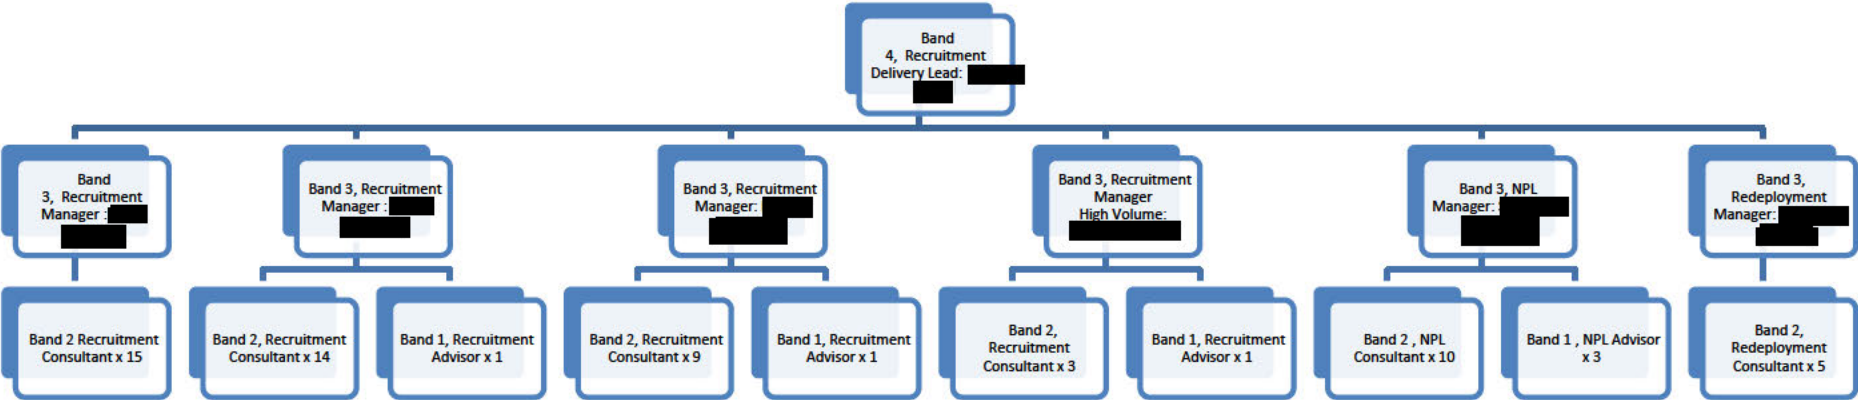 Band
4, Recruitment
Delivery Lead:
Band
3, Recruitment
Manager :
Band 3, Recruitment
Manager :
Band 3, Recruitment
Manager:
Band 3, Recruitment
Manager
High Volume:
Band 3, NPL
Manager:
Band 3,
Redeployment
Manager:
Band 2 Recruitment
Consultant x 15
Band 2, Recruitment
Consultant x 14
Band 1, Recruitment
Advisor x 1
Band 2, Recruitment
Consultant x 9
Band 1, Recruitment
Advisor x 1
Band 2,
Recruitment
Consultant x 3
Band 1, Recruitment
Advisor x 1
Band 2 , NPL
Consultant x 10
Band 1 , NPL Advisor
x 3
Band 2,
Redeployment
Consultant x 5